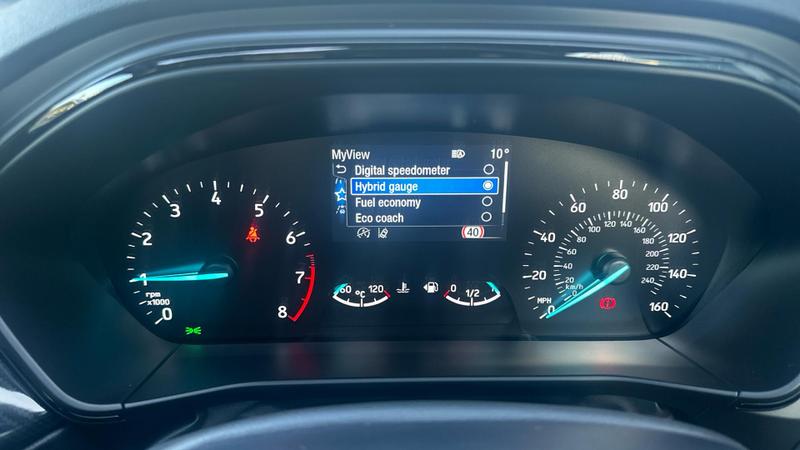 MyView 10°
Digital speedometer
Hybrid gauge
Fuel economy
Eco coach
40
0 1 2 3 4 5 6 7 8
rpm
x1000
60 °C 120
0 1/2 1
0 20 40 60 80 100 120 140 160
MPH
0 20 40 60 80 100 120 140 160 180 200 220 240
km/h